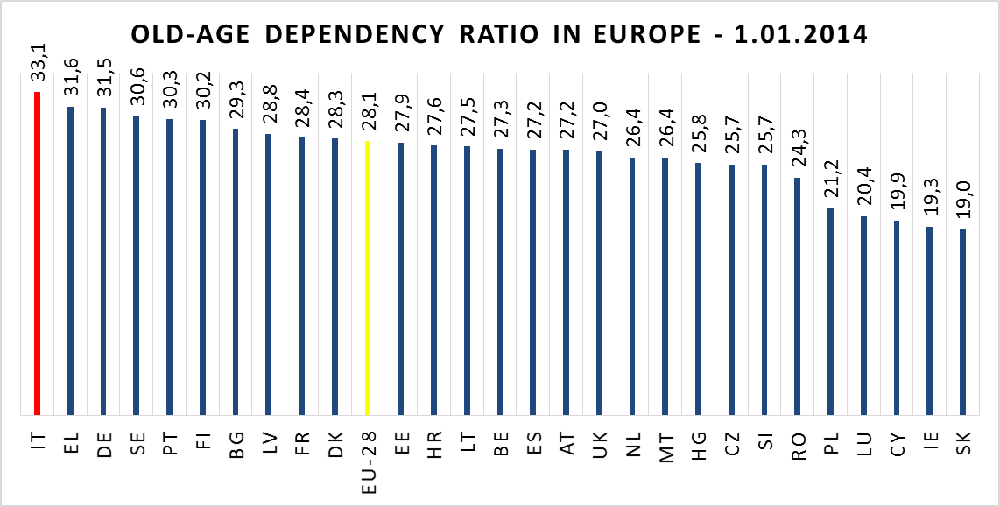 OLD-AGE DEPENDENCY RATIO IN EUROPE - 1.01.2014
33,1
31,6
31,5
30,6
30,3
30,2
29,3
28,8
28,4
28,3
28,1
27,9
27,6
27,5
27,3
27,2
27,2
27,0
26,4
26,4
25,8
25,7
25,7
24,3
21,2
20,4
19,9
19,3
19,0
IT
EL
DE
SE
PT
FI
BG
LV
FR
DK
EU-28
EE
HR
LT
BE
ES
AT
UK
NL
MT
HG
CZ
SI
RO
PL
LU
CY
IE
SK